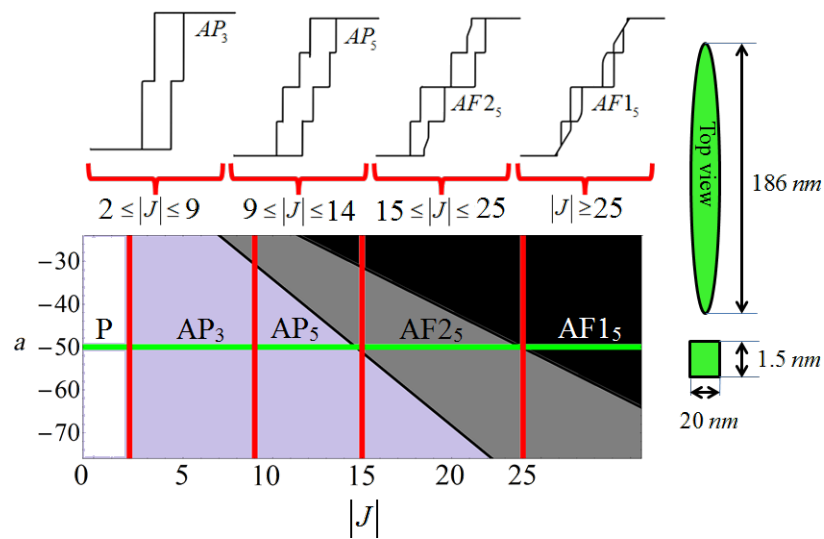 AP₃
AP₅
AF2₅
AF1₅
2 ≤ |J| ≤ 9
9 ≤ |J| ≤ 14
15 ≤ |J| ≤ 25
|J| ≥ 25
−30
−40
−50
−60
−70
a
P
AP₃
AP₅
AF2₅
AF1₅
0
5
10
15
20
25
|J|
Top view
186 nm
1.5 nm
20 nm